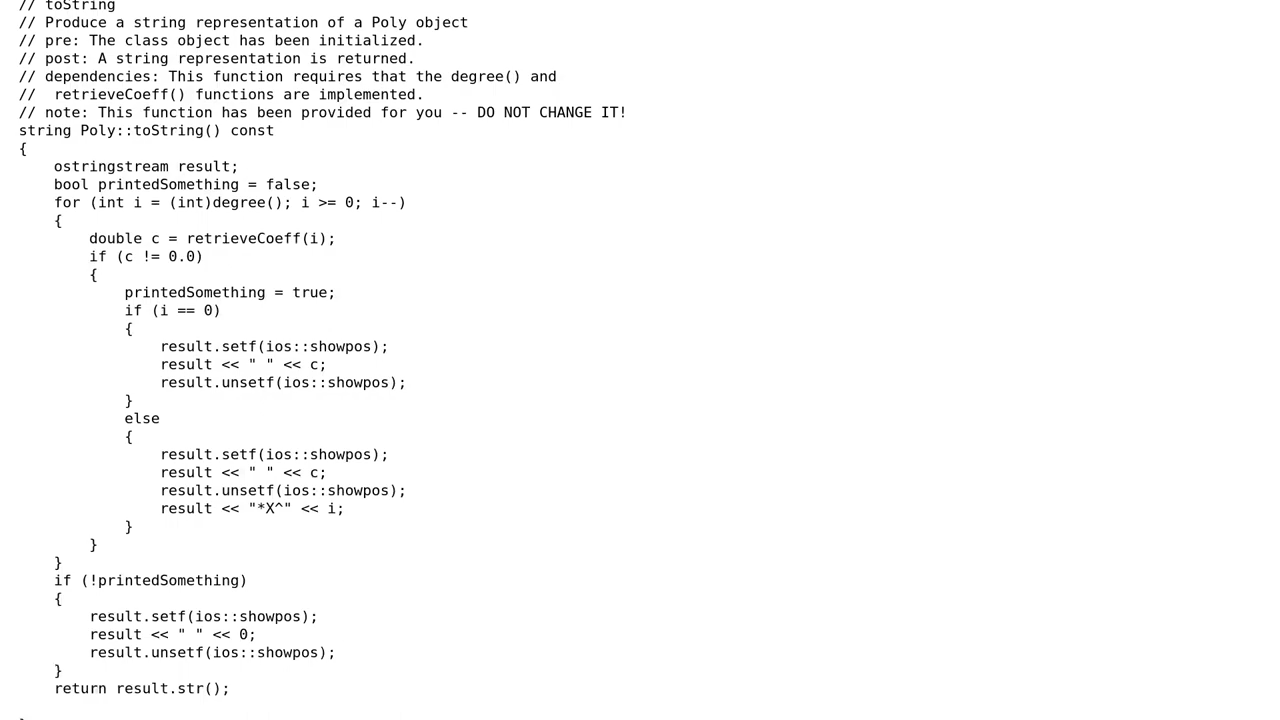 // toString
// Produce a string representation of a Poly object
// pre: The class object has been initialized.
// post: A string representation is returned.
// dependencies: This function requires that the degree() and
//  retrieveCoeff() functions are implemented.
// note: This function has been provided for you -- DO NOT CHANGE IT!
string Poly::toString() const
{
    ostringstream result;
    bool printedSomething = false;
    for (int i = (int)degree(); i >= 0; i--)
    {
        double c = retrieveCoeff(i);
        if (c != 0.0)
        {
            printedSomething = true;
            if (i == 0)
            {
                result.setf(ios::showpos);
                result << " " << c;
                result.unsetf(ios::showpos);
            }
            else
            {
                result.setf(ios::showpos);
                result << " " << c;
                result.unsetf(ios::showpos);
                result << "*X^" << i;
            }
        }
    }
    if (!printedSomething)
    {
        result.setf(ios::showpos);
        result << " " << 0;
        result.unsetf(ios::showpos);
    }
    return result.str();